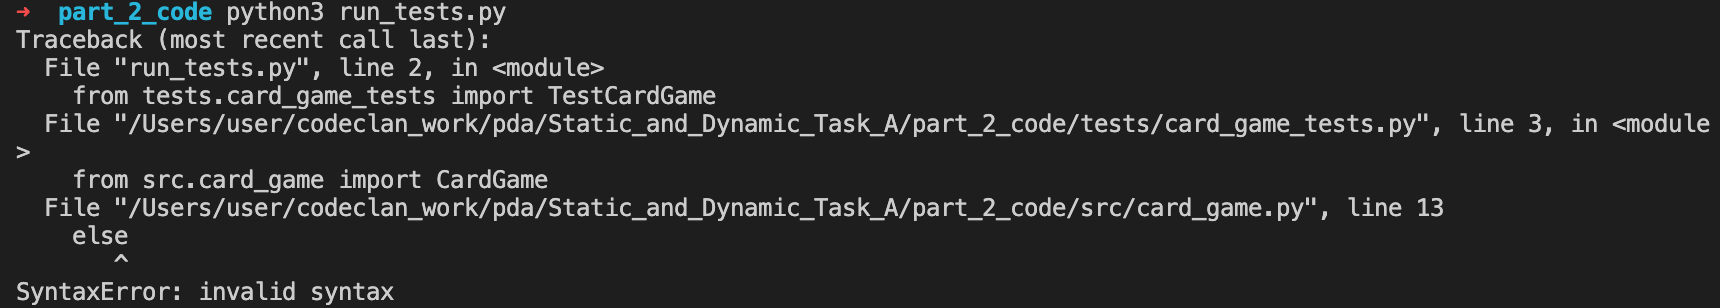 ➜ part_2_code python3 run_tests.py
Traceback (most recent call last):
  File "run_tests.py", line 2, in <module>
    from tests.card_game_tests import TestCardGame
  File "/Users/user/codeclan_work/pda/Static_and_Dynamic_Task_A/part_2_code/tests/card_game_tests.py", line 3, in <module
>
    from src.card_game import CardGame
  File "/Users/user/codeclan_work/pda/Static_and_Dynamic_Task_A/part_2_code/src/card_game.py", line 13
    else
       ^
SyntaxError: invalid syntax